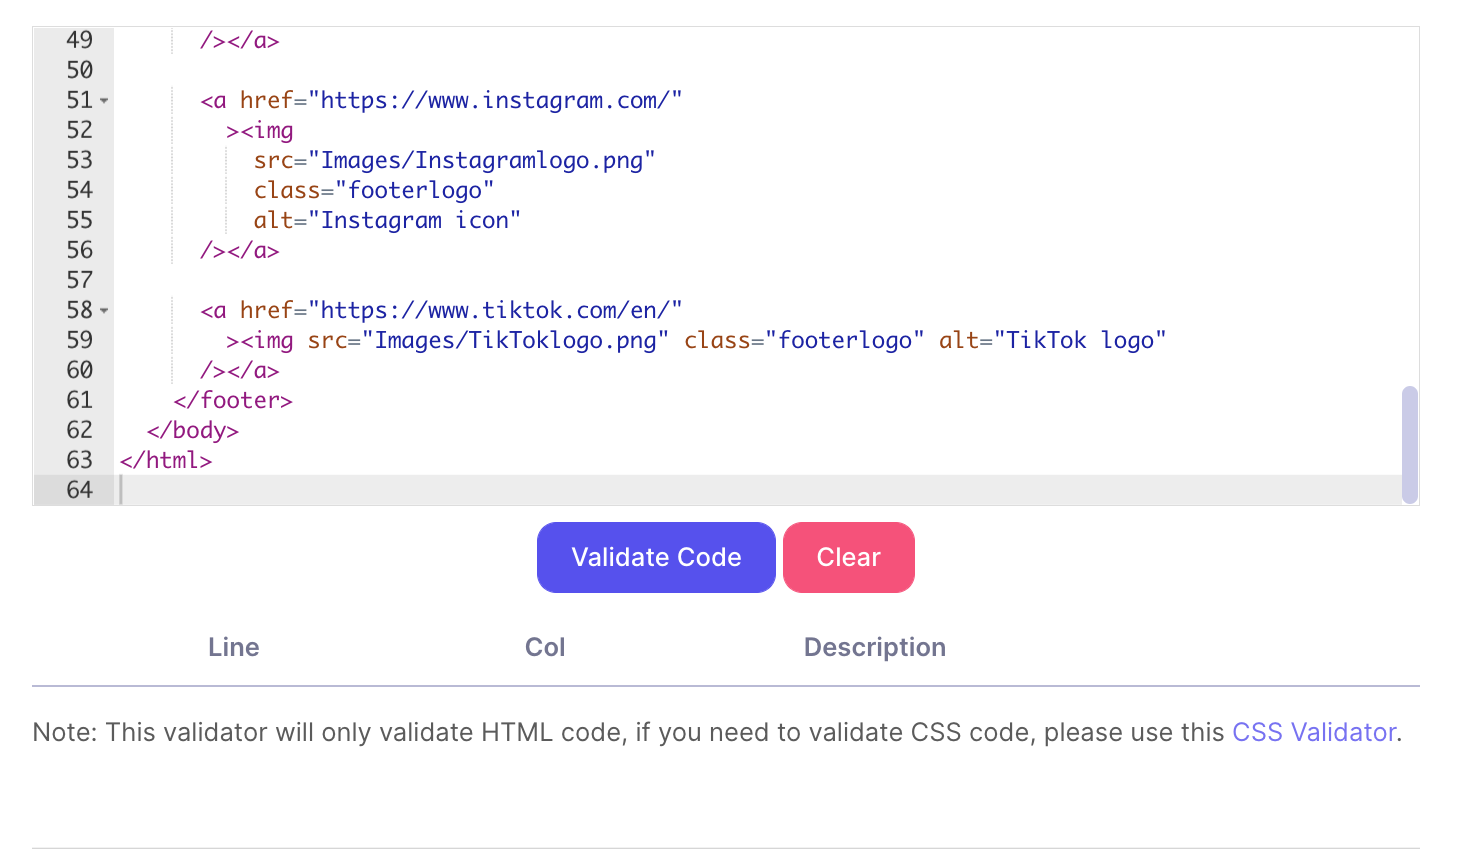 49 /></a>
50
51 <a href="https://www.instagram.com/"
52 ><img
53 src="Images/Instagramlogo.png"
54 class="footerlogo"
55 alt="Instagram icon"
56 /></a>
57
58 <a href="https://www.tiktok.com/en/"
59 ><img src="Images/TikToklogo.png" class="footerlogo" alt="TikTok logo"
60 /></a>
61 </footer>
62 </body>
63 </html>
64
Validate Code Clear
Line Col Description
Note: This validator will only validate HTML code, if you need to validate CSS code, please use this CSS Validator.